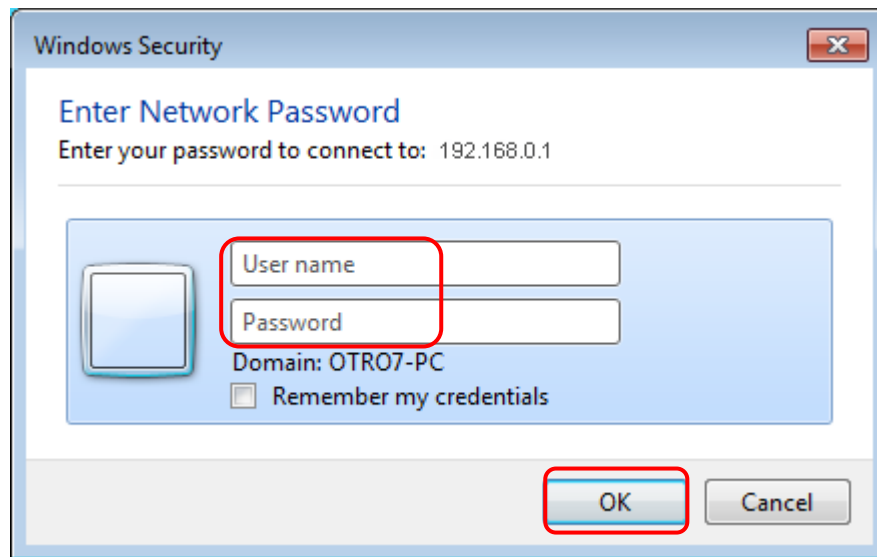 Windows Security
Enter Network Password
Enter your password to connect to: 192.168.0.1
User name
Password
Domain: OTRO7-PC
Remember my credentials
OK Cancel